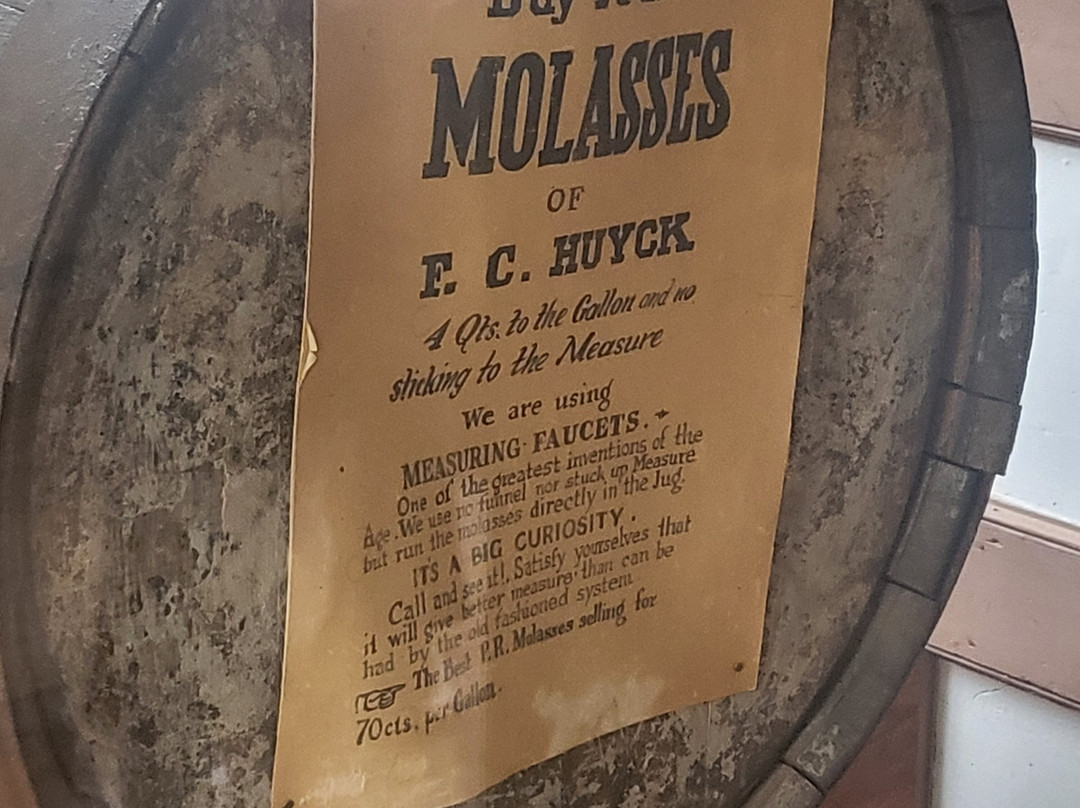 Buy your
MOLASSES
OF
F. C. HUYCK
4 Qts. to the Gallon and no
sticking to the Measure
We are using
MEASURING FAUCETS.
One of the greatest inventions of the
Age. We use no funnel nor stuck up Measure
but run the molasses directly in the Jug.
ITS A BIG CURIOSITY.
Call and see it!. Satisfy yourselves that
it will give better measure than can be
had by the old fashioned system
The Best P.R. Molasses selling for
70cts. per Gallon.